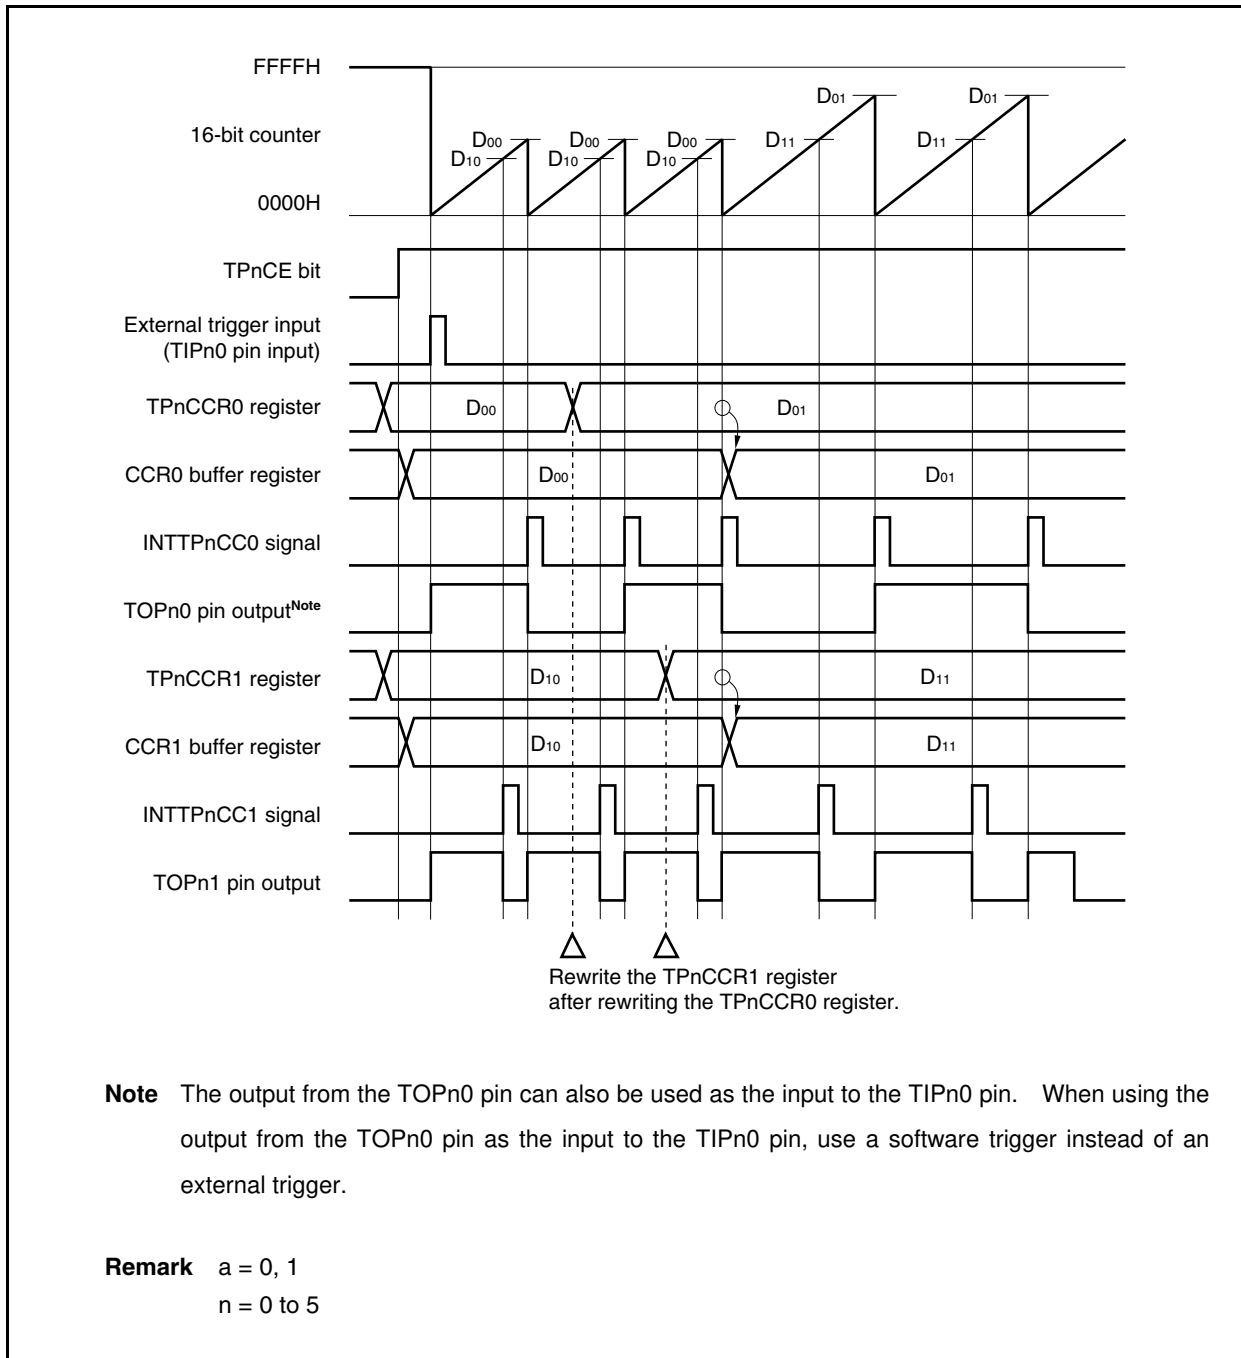 FFFFH
D01 D01
16-bit counter D00 D00 D00 D11 D11
D10 D10 D10
0000H
TPnCE bit
External trigger input
(TIPn0 pin input)
TPnCCR0 register D00 D01
CCR0 buffer register D00 D01
INTTPnCC0 signal
TOPn0 pin outputNote
TPnCCR1 register D10 D11
CCR1 buffer register D10 D11
INTTPnCC1 signal
TOPn1 pin output
Rewrite the TPnCCR1 register
after rewriting the TPnCCR0 register.
Note The output from the TOPn0 pin can also be used as the input to the TIPn0 pin. When using the
output from the TOPn0 pin as the input to the TIPn0 pin, use a software trigger instead of an
external trigger.
Remark a = 0, 1
n = 0 to 5